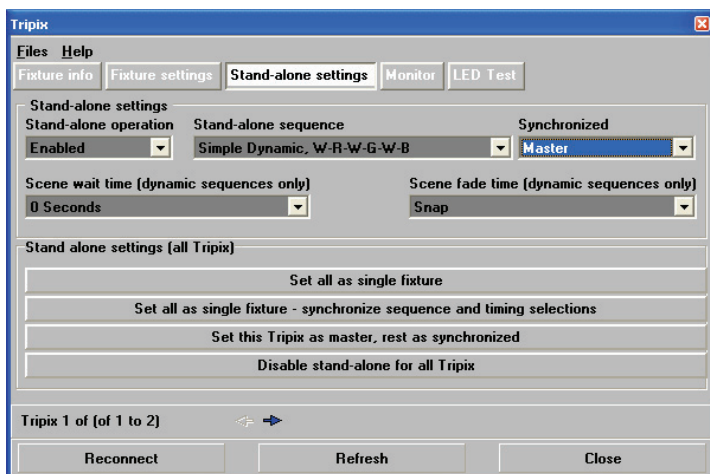 Tripix
Files Help
Fixture info Fixture settings Stand-alone settings Monitor LED Test
Stand-alone settings
Stand-alone operation Stand-alone sequence Synchronized
Enabled Simple Dynamic, W-R-W-G-W-B Master
Scene wait time (dynamic sequences only) Scene fade time (dynamic sequences only)
0 Seconds Snap
Stand alone settings (all Tripix)
Set all as single fixture
Set all as single fixture - synchronize sequence and timing selections
Set this Tripix as master, rest as synchronized
Disable stand-alone for all Tripix
Tripix 1 of (of 1 to 2)
Reconnect Refresh Close